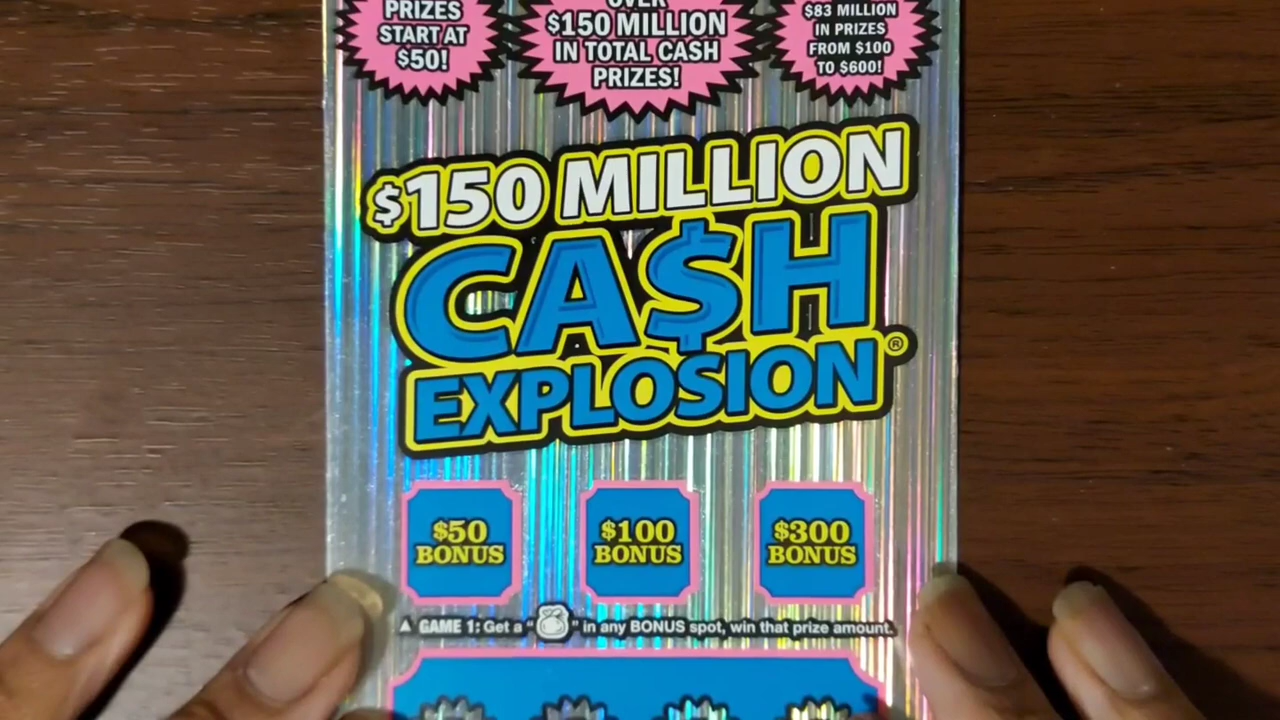 PRIZES
START AT
$50!
OVER
$150 MILLION
IN TOTAL CASH
PRIZES!
$83 MILLION
IN PRIZES
FROM $100
TO $600!
$150 MILLION
CA$H
EXPLOSION®
$50
BONUS
$100
BONUS
$300
BONUS
▲ GAME 1: Get a " " in any BONUS spot, win that prize amount.